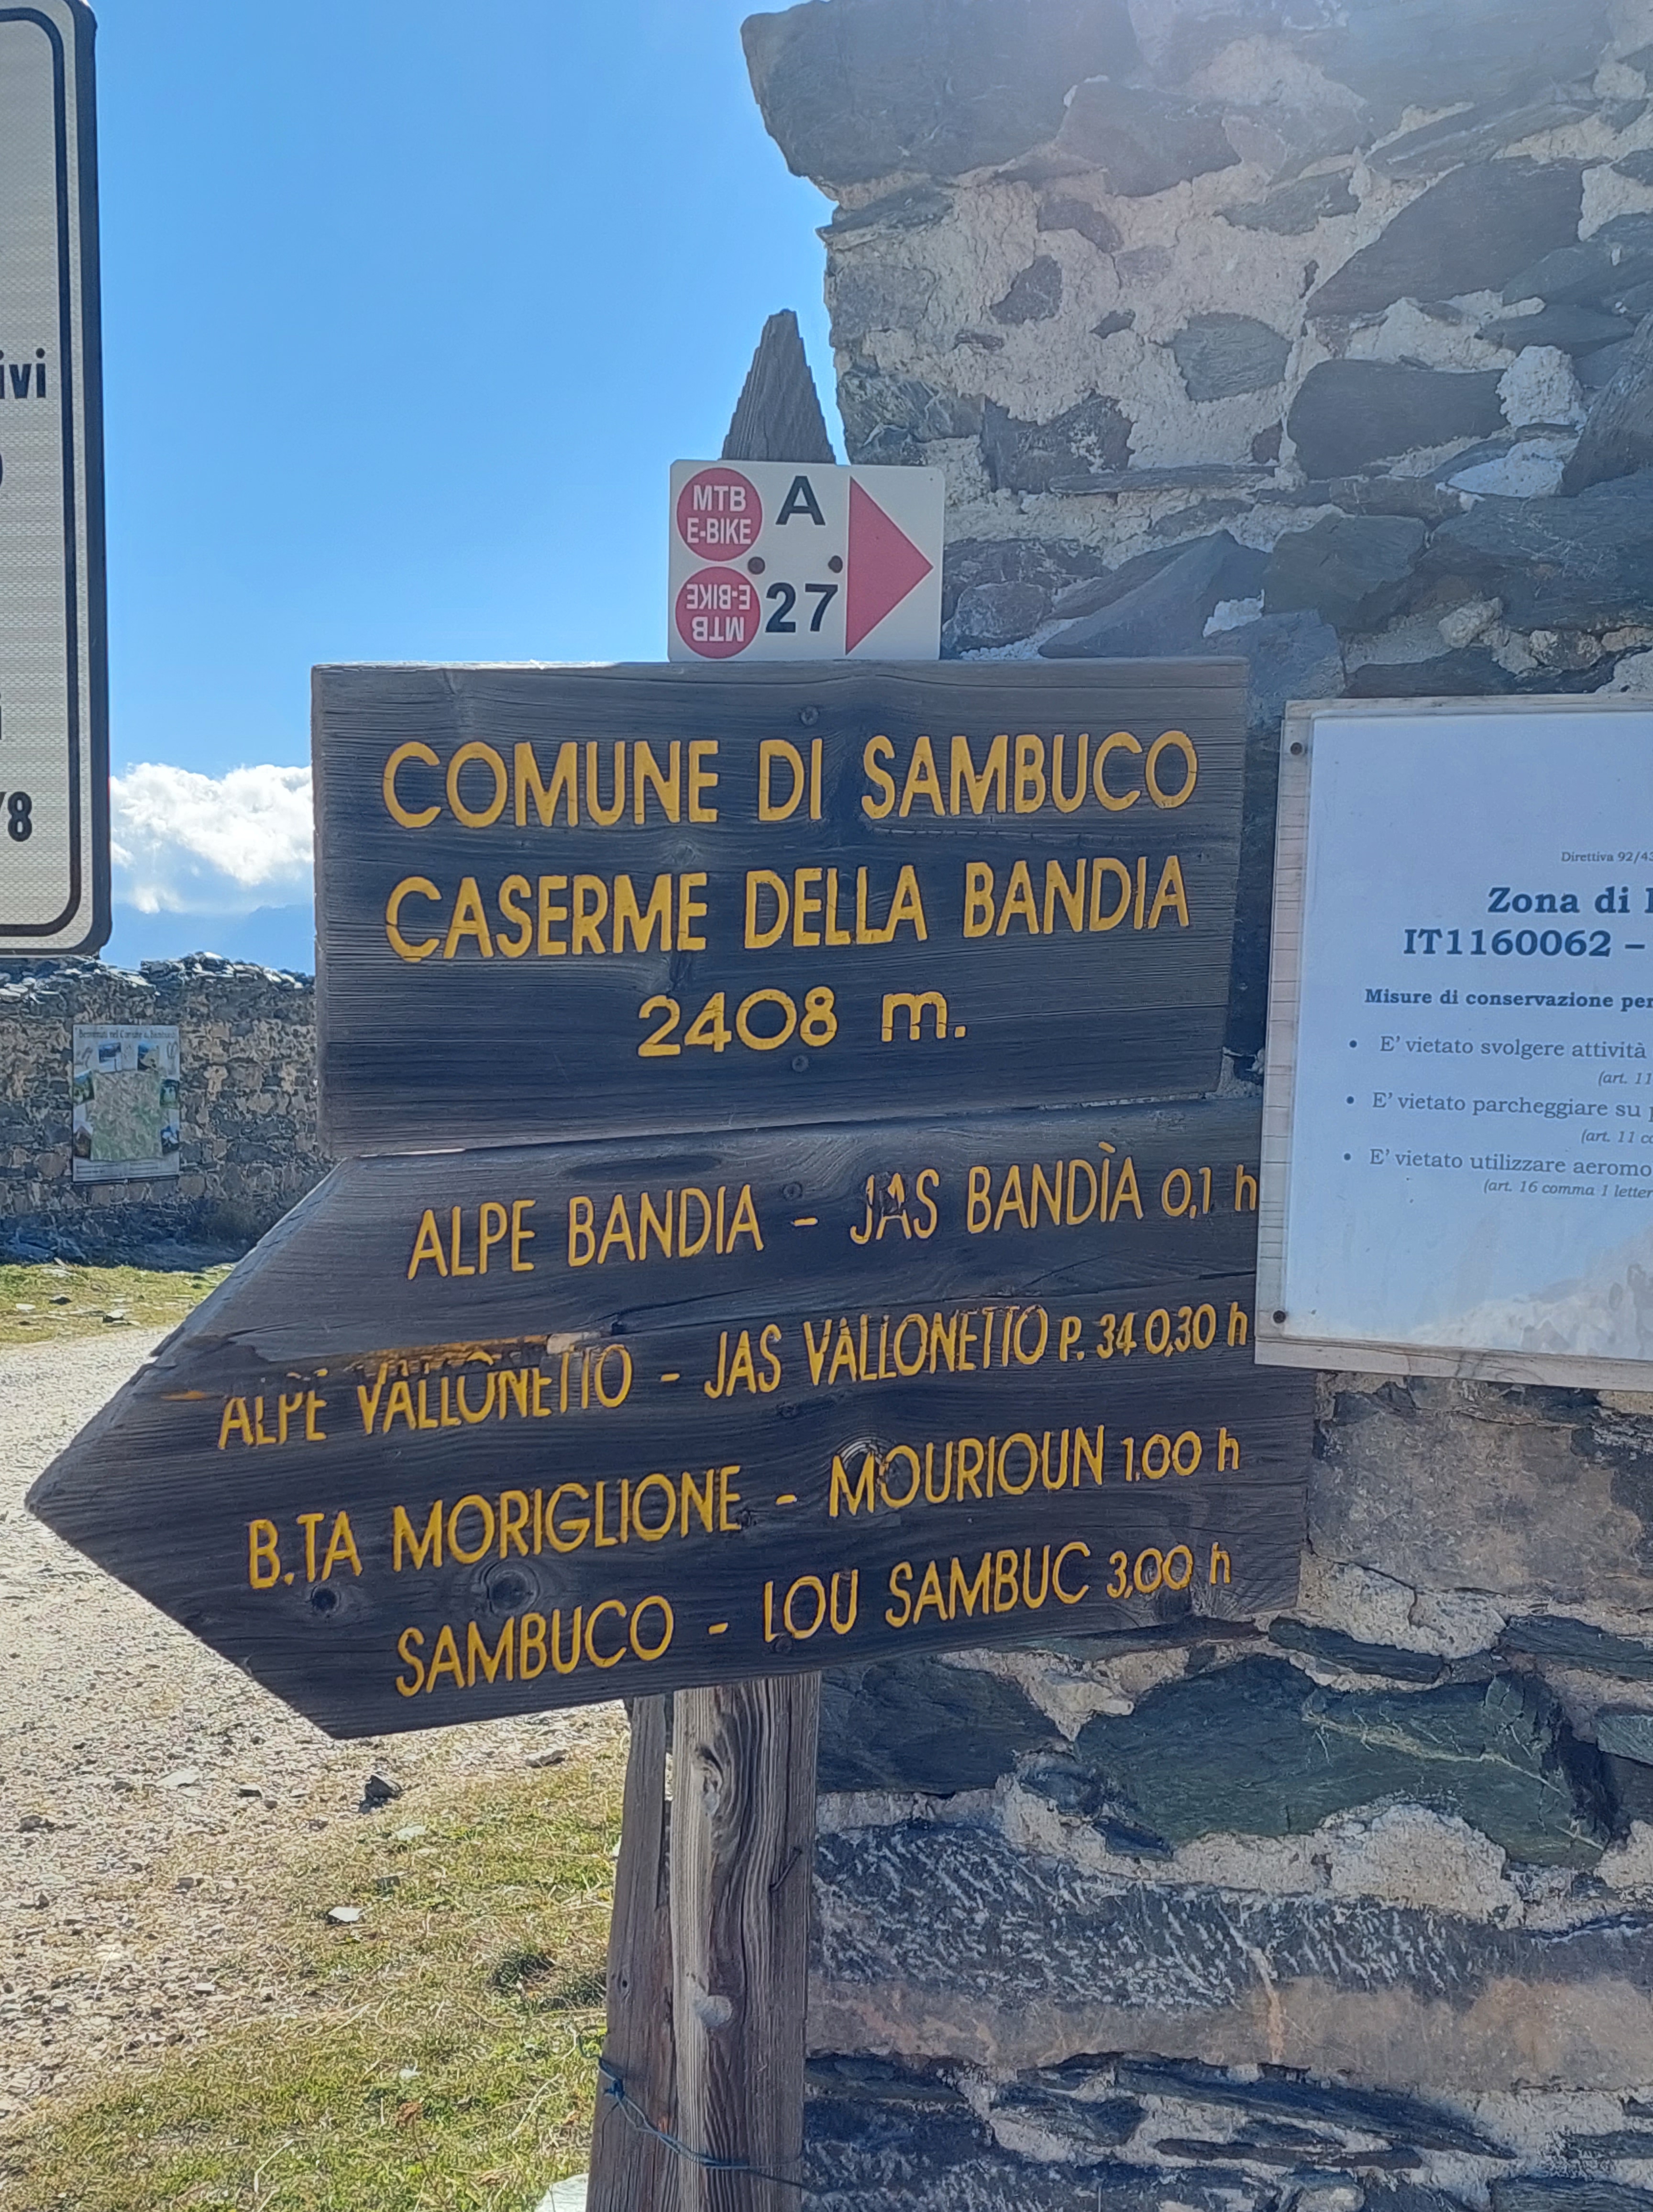 ivi
/8
MTB
E-BIKE
A
MTB
E-BIKE
27
COMUNE DI SAMBUCO
CASERME DELLA BANDIA
2408 m.
ALPE BANDIA - JAS BANDÌA 0,1 h
ALPE VALLONETTO - JAS VALLONETTO P. 34 0,30 h
B.TA MORIGLIONE - MOURIOUN 1.00 h
SAMBUCO - LOU SAMBUC 3,00 h
Direttiva 92/43
Zona di
IT1160062 –
Misure di conservazione per
• E' vietato svolgere attività
(art. 11
• E' vietato parcheggiare su
(art. 11 co
• E' vietato utilizzare aeromo
(art. 16 comma 1 letter